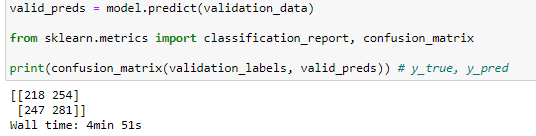 valid_preds = model.predict(validation_data)
from sklearn.metrics import classification_report, confusion_matrix
print(confusion_matrix(validation_labels, valid_preds)) # y_true, y_pred
[[218 254]
[247 281]]
Wall time: 4min 51s